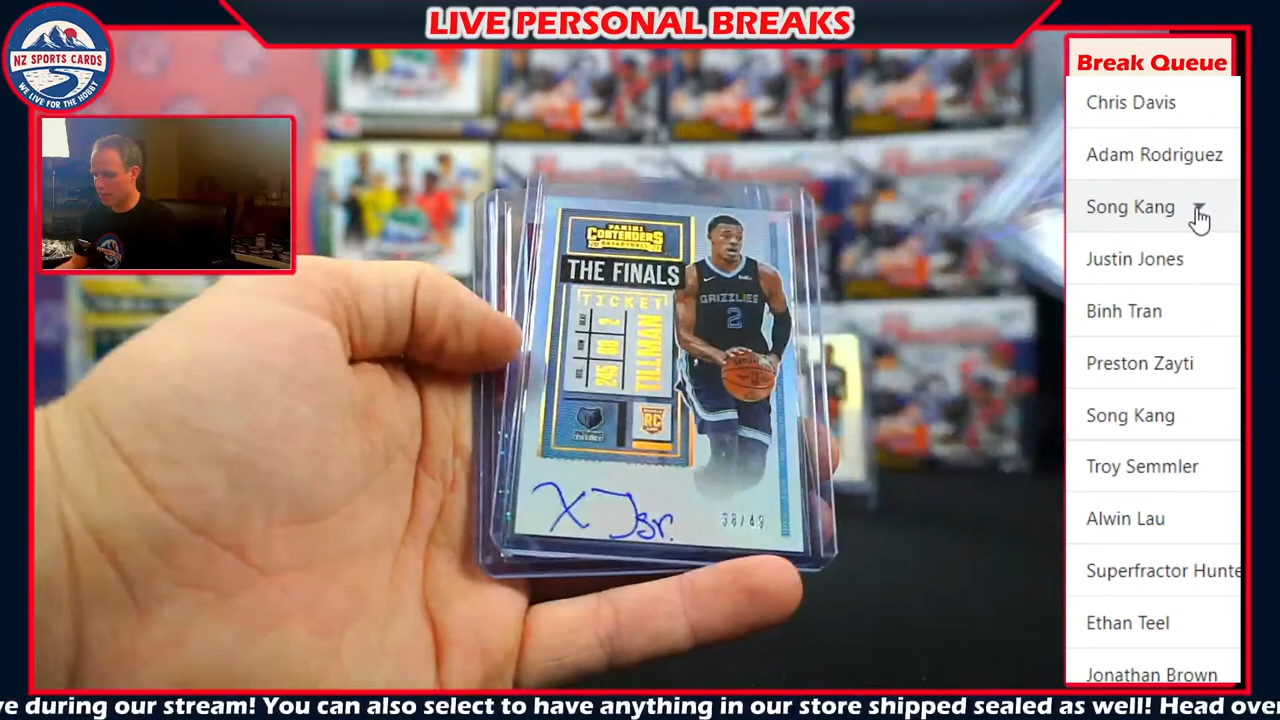 LIVE PERSONAL BREAKS
NZ SPORTS CARDS
WE LIVE FOR THE HOBBY
Break Queue
Chris Davis
Adam Rodriguez
Song Kang
Justin Jones
Binh Tran
Preston Zayti
Song Kang
Troy Semmler
Alwin Lau
Superfractor Hunte
Ethan Teel
Jonathan Brown
PANINI
CONTENDERS
BASKETBALL
THE FINALS
TICKET
TILLMAN
GRIZZLIES
2
RC
38/49
ve during our stream! You can also select to have anything in our store shipped sealed as well! Head over